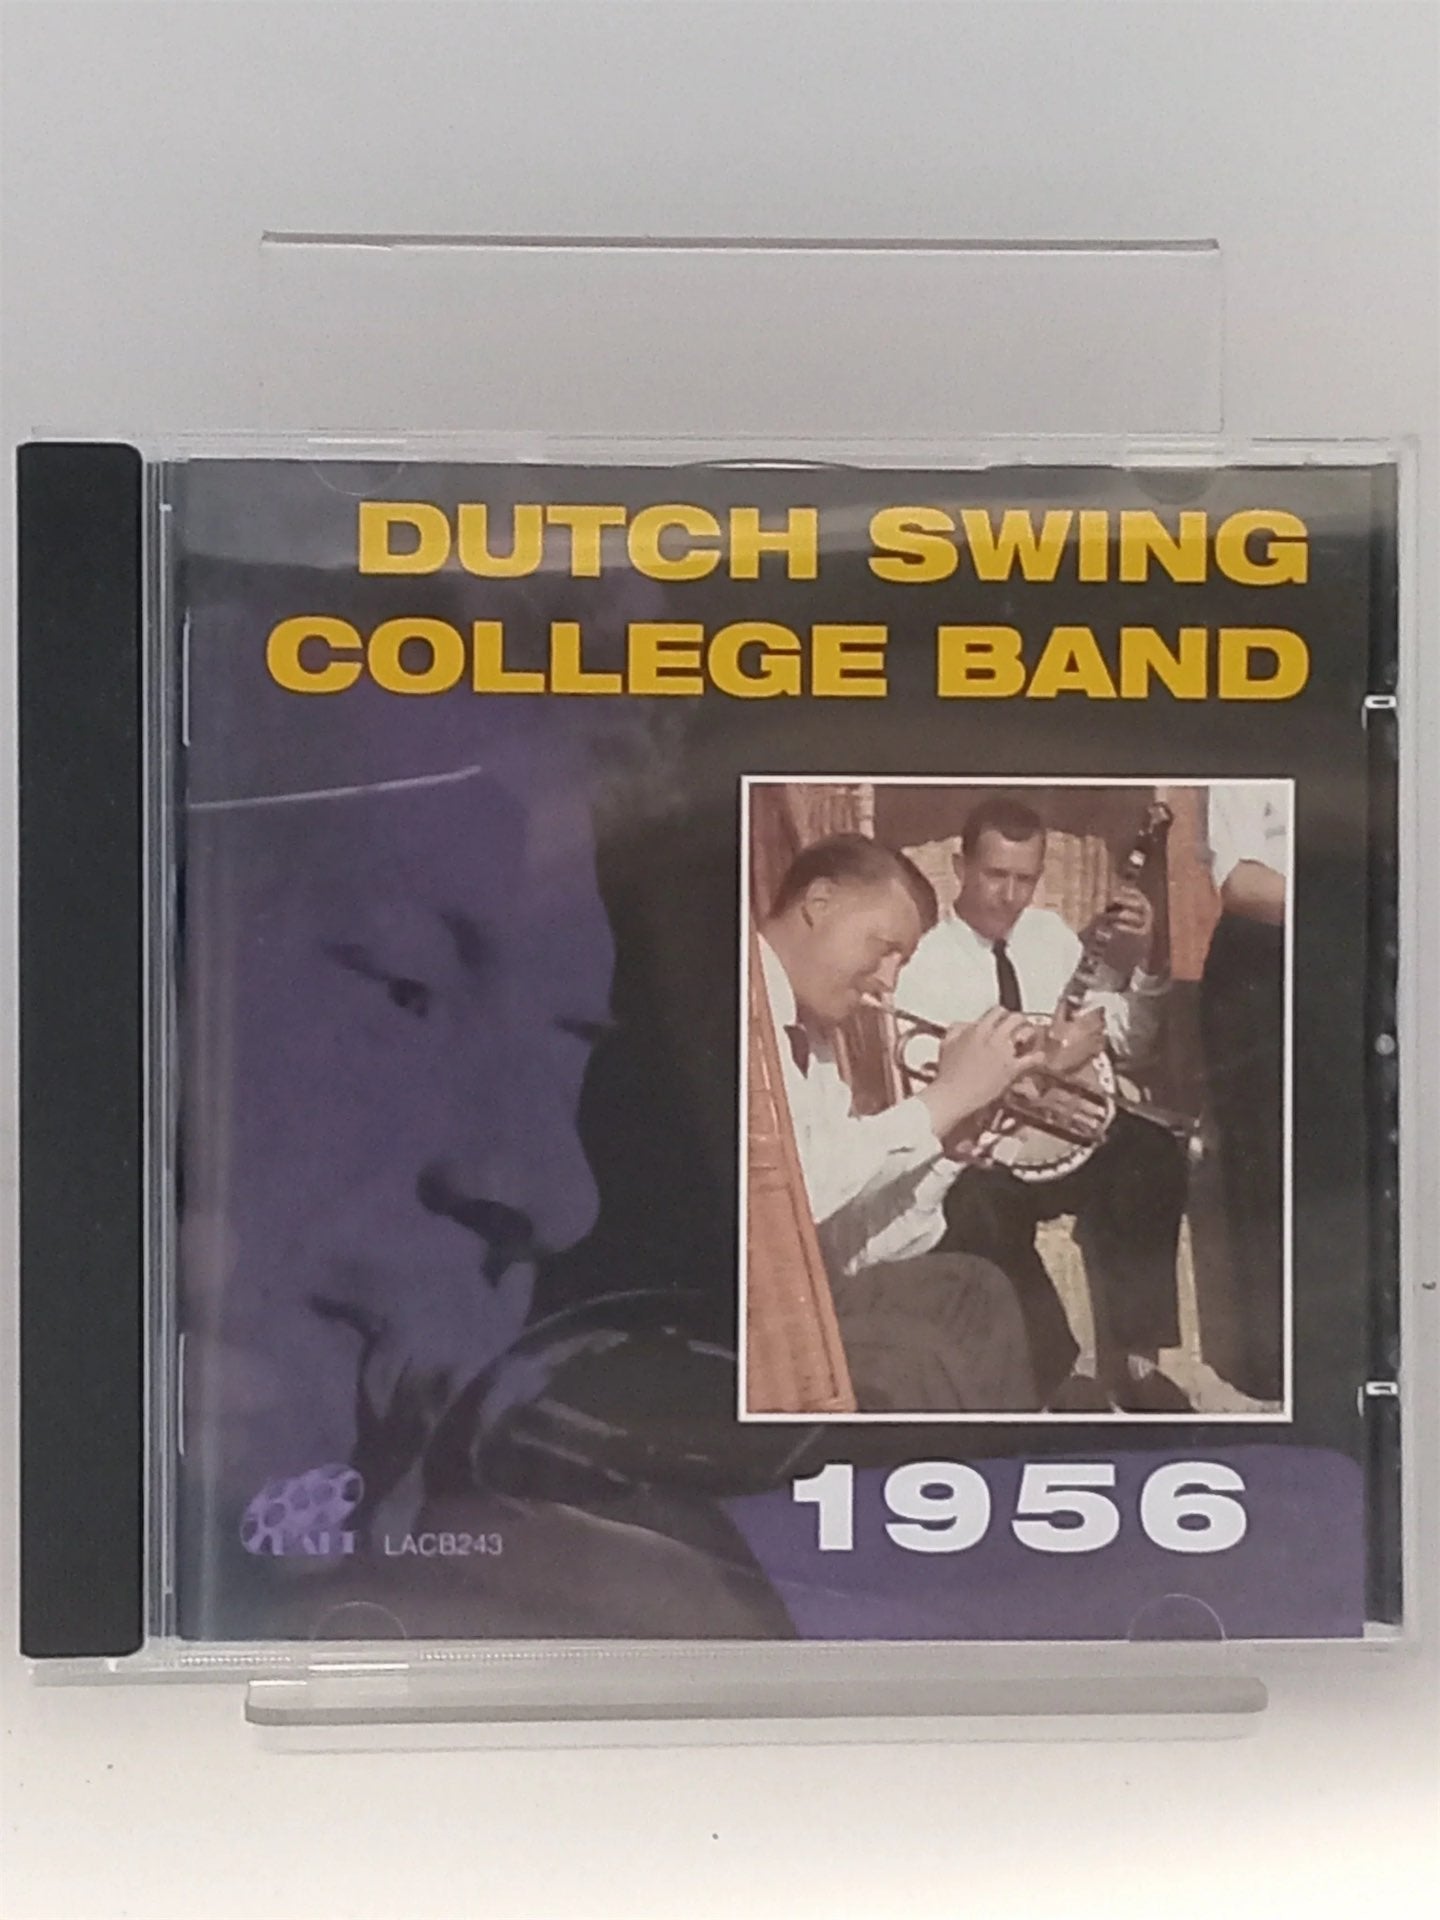 DUTCH SWING
COLLEGE BAND
1956
LACB243